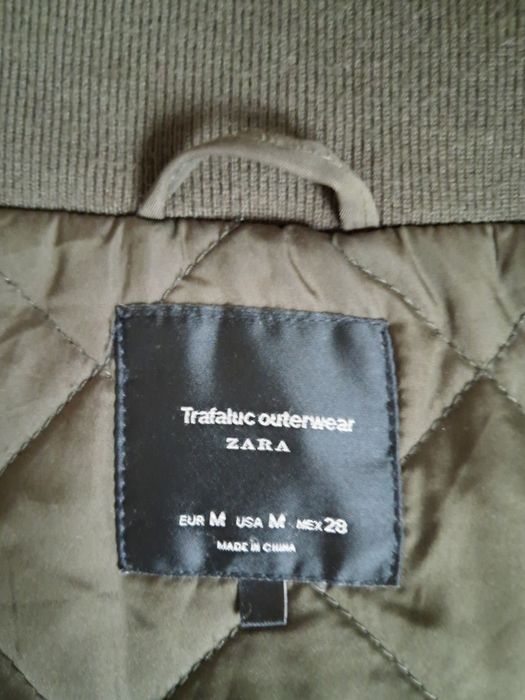 Trafaluc outerwear
ZARA
EUR M USA M MEX 28
MADE IN CHINA